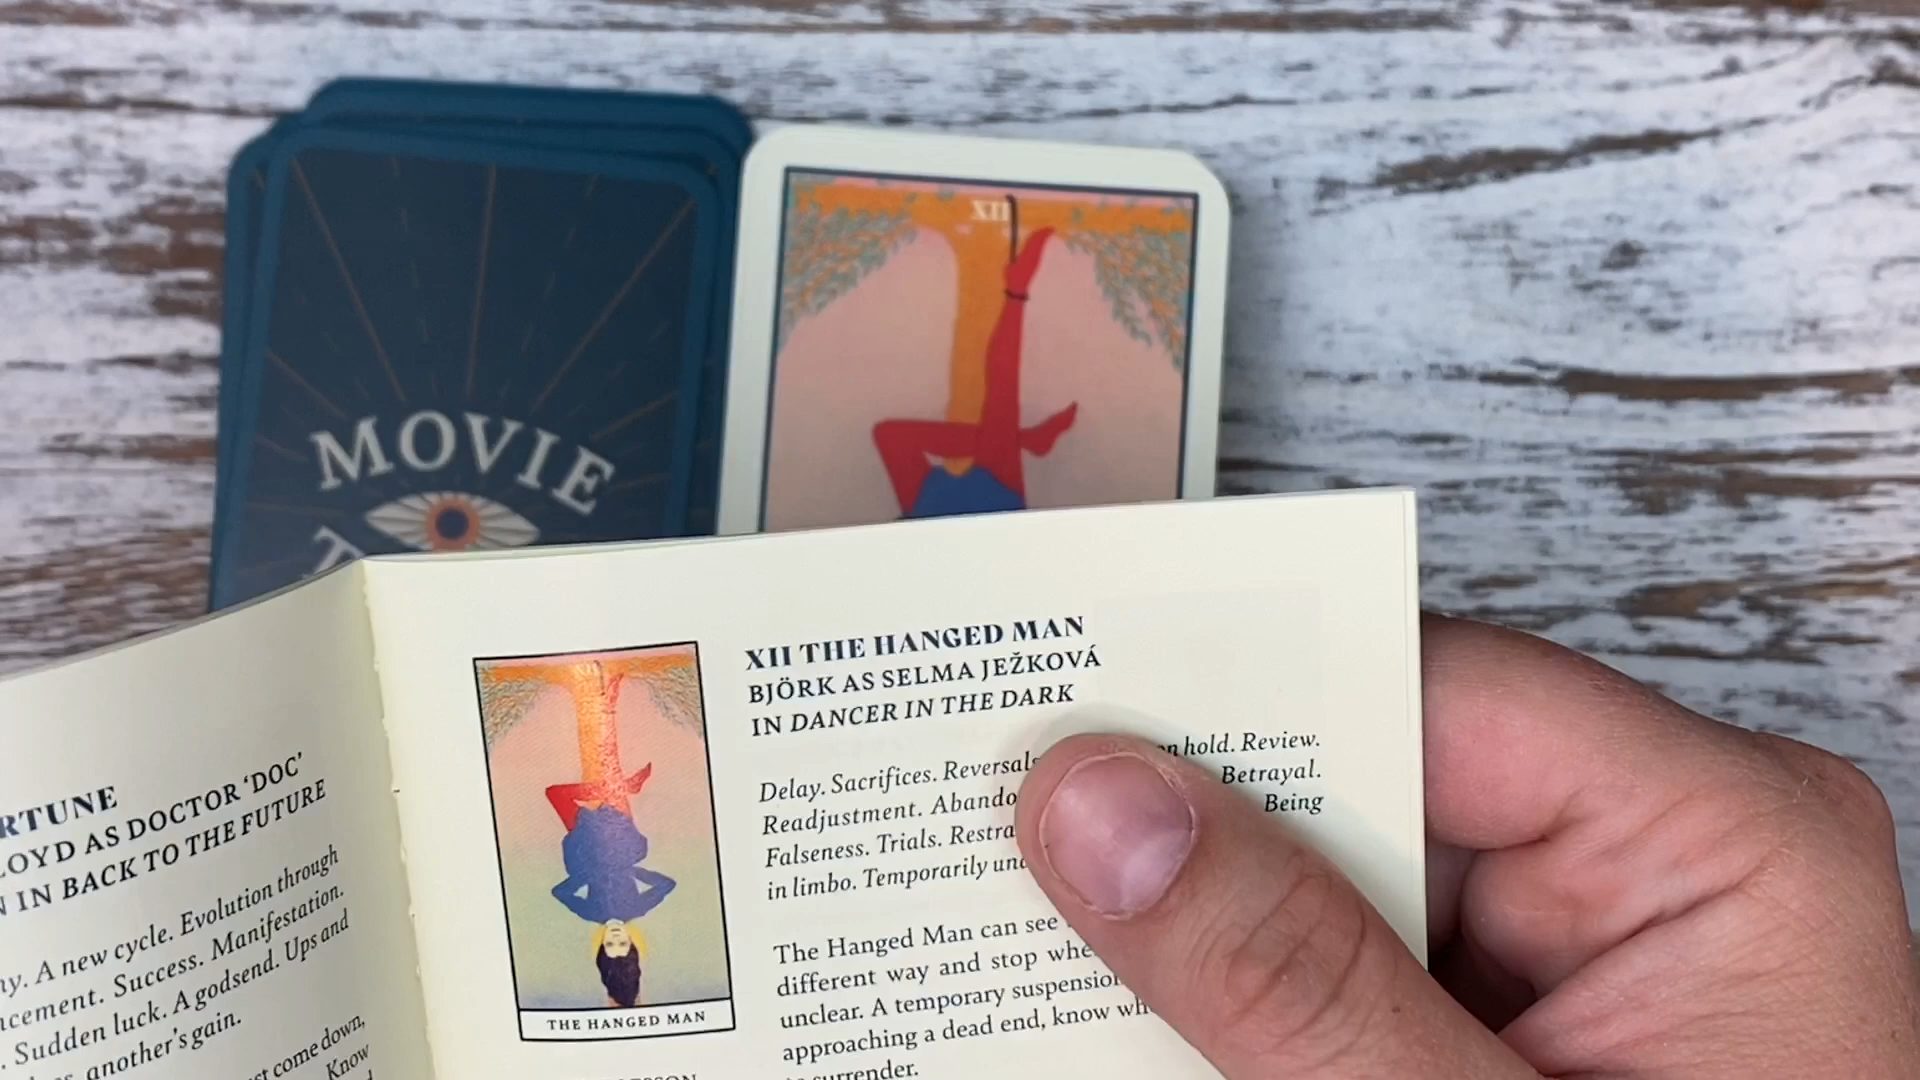 MOVIE
XII
RTUNE
LOYD AS DOCTOR ‘DOC’
N IN BACK TO THE FUTURE
ny. A new cycle. Evolution through
ncement. Success. Manifestation.
. Sudden luck. A godsend. Ups and
another’s gain.
st come down,
Know
XII THE HANGED MAN
BJÖRK AS SELMA JEŽKOVÁ
IN DANCER IN THE DARK
Delay. Sacrifices. Reversals on hold. Review.
Readjustment. Abando Betrayal.
Falseness. Trials. Restra Being
in limbo. Temporarily una
The Hanged Man can see
different way and stop whe
unclear. A temporary suspension
approaching a dead end, know wh
to surrender.
THE HANGED MAN